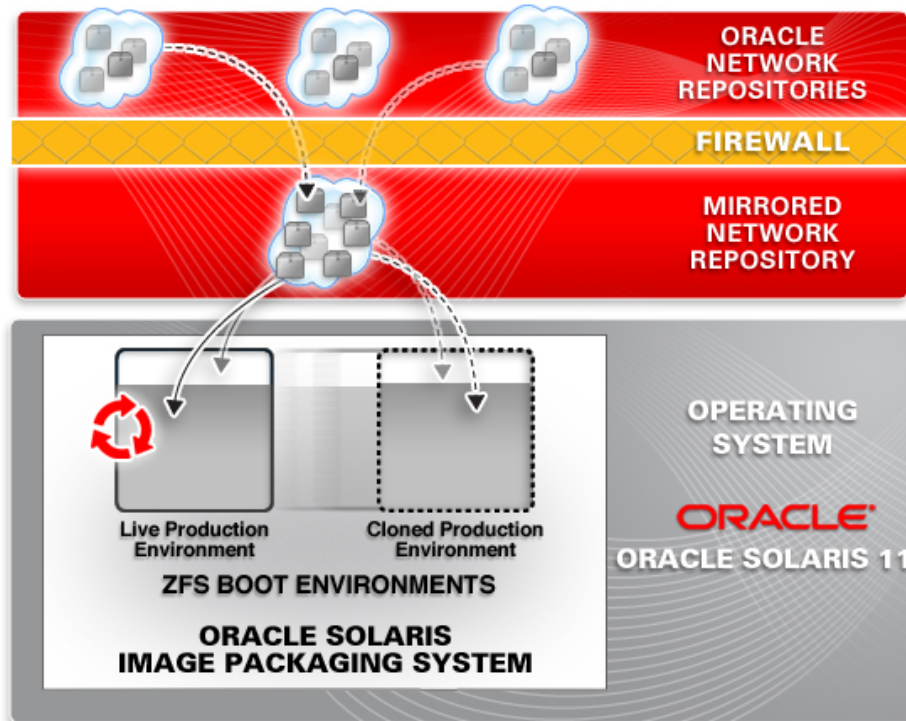 ORACLE
NETWORK
REPOSITORIES
FIREWALL
MIRRORED
NETWORK
REPOSITORY
OPERATING
SYSTEM
ORACLE
ORACLE SOLARIS 11
Live Production
Environment
Cloned Production
Environment
ZFS BOOT ENVIRONMENTS
ORACLE SOLARIS
IMAGE PACKAGING SYSTEM